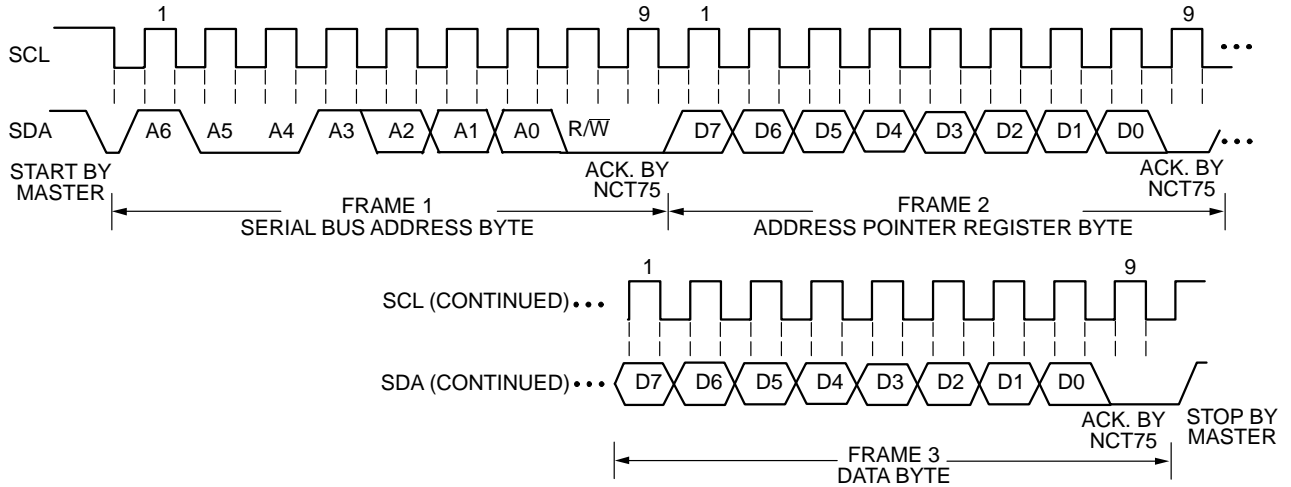 1 9 1 9
SCL
SDA A6 A5 A4 A3 A2 A1 A0 R/W̅ D7 D6 D5 D4 D3 D2 D1 D0
START BY MASTER
ACK. BY NCT75
ACK. BY NCT75
FRAME 1
SERIAL BUS ADDRESS BYTE
FRAME 2
ADDRESS POINTER REGISTER BYTE
1 9
SCL (CONTINUED)
SDA (CONTINUED) D7 D6 D5 D4 D3 D2 D1 D0
ACK. BY NCT75
STOP BY MASTER
FRAME 3
DATA BYTE